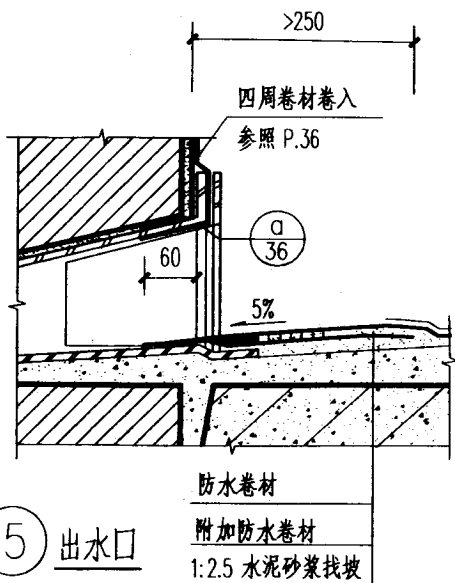 >250
四周卷材卷入
参照 P.36
a
36
60
5%
防水卷材
附加防水卷材
1:2.5 水泥砂浆找坡
5 出水口